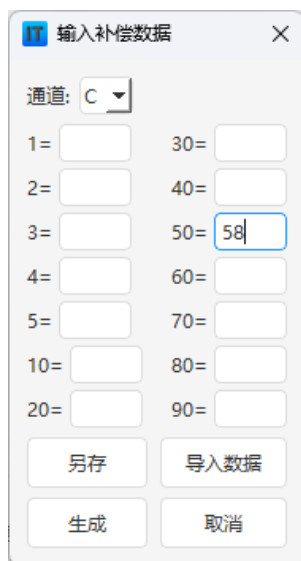 IT 输入补偿数据
通道: C
1= 30=
2= 40=
3= 50= 58
4= 60=
5= 70=
10= 80=
20= 90=
另存 导入数据
生成 取消